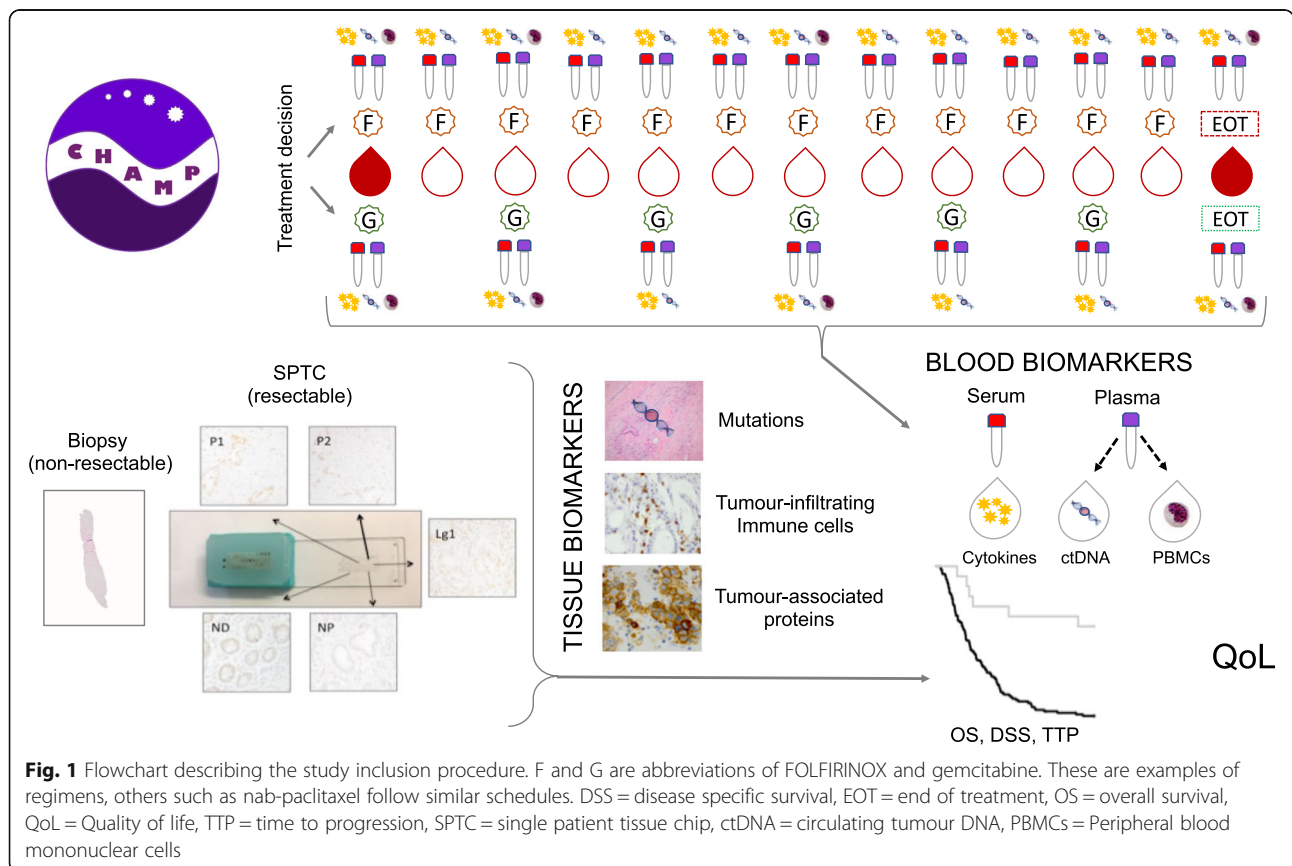 CHAMP
Treatment decision
F F F F F F F F F F F F EOT
G G G G G G EOT
SPTC
(resectable)
Biopsy
(non-resectable)
P1
P2
Lg1
ND
NP
TISSUE BIOMARKERS
Mutations
Tumour-infiltrating
Immune cells
Tumour-associated
proteins
BLOOD BIOMARKERS
Serum
Plasma
Cytokines
ctDNA
PBMCs
QoL
OS, DSS, TTP
Fig. 1 Flowchart describing the study inclusion procedure. F and G are abbreviations of FOLFIRINOX and gemcitabine. These are examples of
regimens, others such as nab-paclitaxel follow similar schedules. DSS = disease specific survival, EOT = end of treatment, OS = overall survival,
QoL = Quality of life, TTP = time to progression, SPTC = single patient tissue chip, ctDNA = circulating tumour DNA, PBMCs = Peripheral blood
mononuclear cells